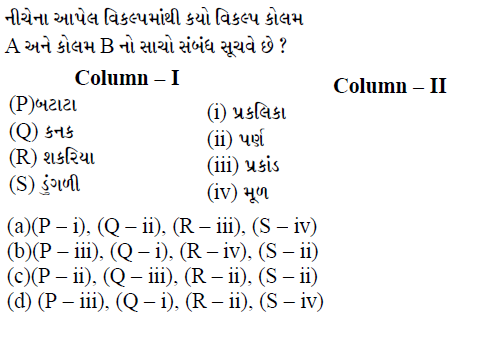 નીચેના આપેલ વિકલ્પમાંથી કયો વિકલ્પ કોલમ
A અને કોલમ B નો સાચો સંબંધ સૂચવે છે ?
Column – I
Column – II
(P)બટાટા
(Q) કનક
(R) શકરિયા
(S) ડુંગળી
(i) પ્રકલિકા
(ii) પર્ણ
(iii) પ્રકાંડ
(iv) મૂળ
(a)(P – i), (Q – ii), (R – iii), (S – iv)
(b)(P – iii), (Q – i), (R – iv), (S – ii)
(c)(P – ii), (Q – iii), (R – ii), (S – ii)
(d) (P – iii), (Q – i), (R – ii), (S – iv)